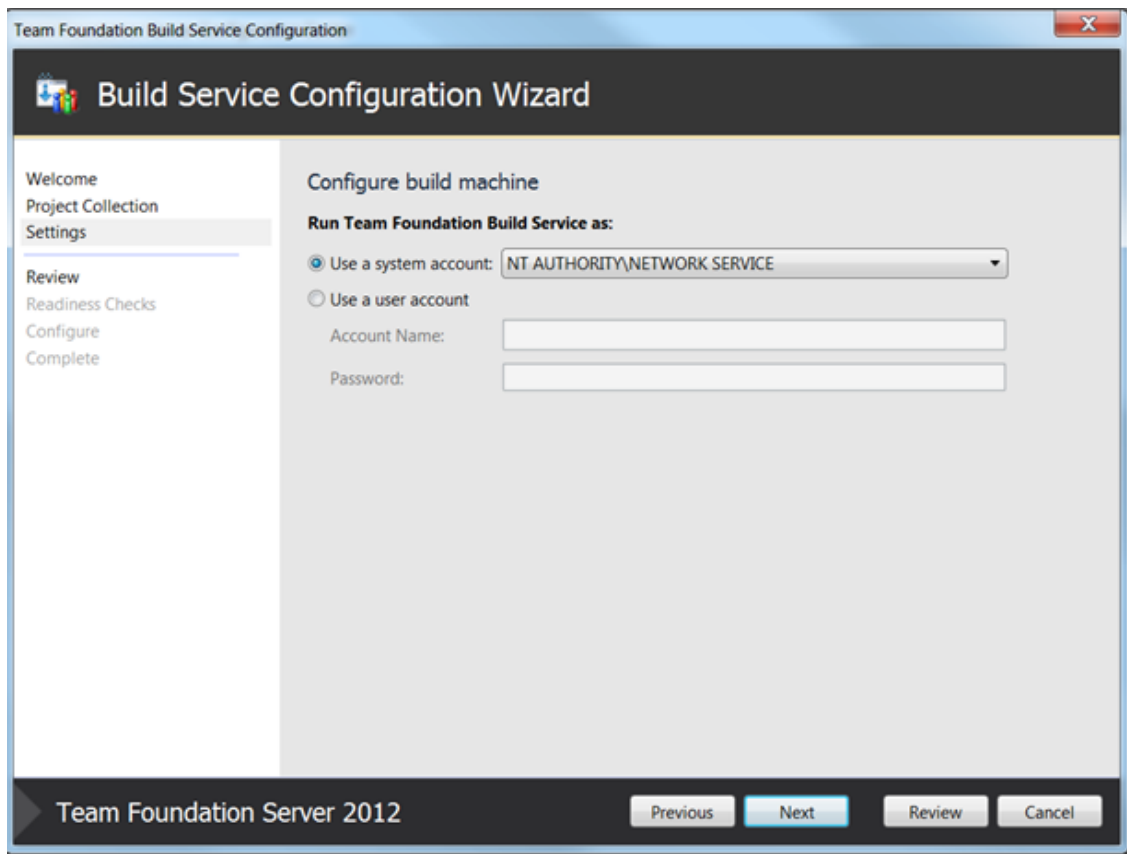 Team Foundation Build Service Configuration
Build Service Configuration Wizard
Welcome
Project Collection
Settings
Review
Readiness Checks
Configure
Complete
Configure build machine
Run Team Foundation Build Service as:
Use a system account: NT AUTHORITY\NETWORK SERVICE
Use a user account
Account Name:
Password:
Team Foundation Server 2012
Previous Next Review Cancel